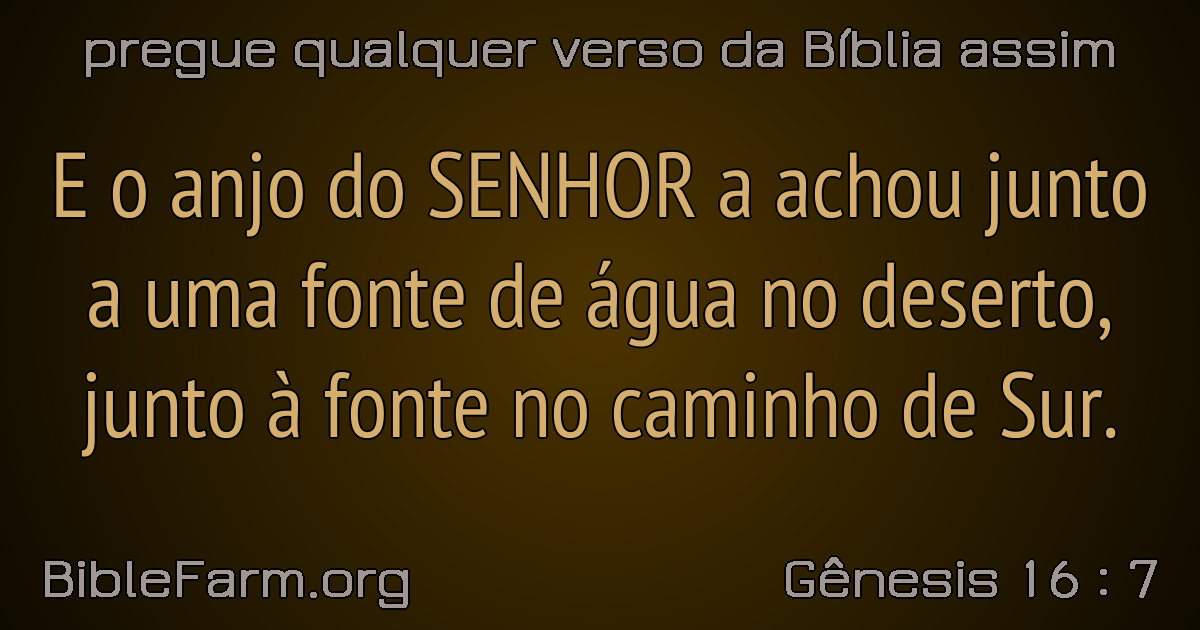 pregue qualquer verso da Bíblia assim
E o anjo do SENHOR a achou junto
a uma fonte de água no deserto,
junto à fonte no caminho de Sur.
BibleFarm.org
Gênesis 16 : 7